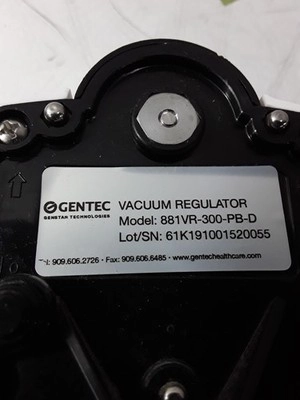 GENTEC
GENSTAR TECHNOLOGIES
VACUUM REGULATOR
Model: 881VR-300-PB-D
Lot/SN: 61K191001520055
909.606.2726 • Fax: 909.606.6485 • www.gentechealthcare.com